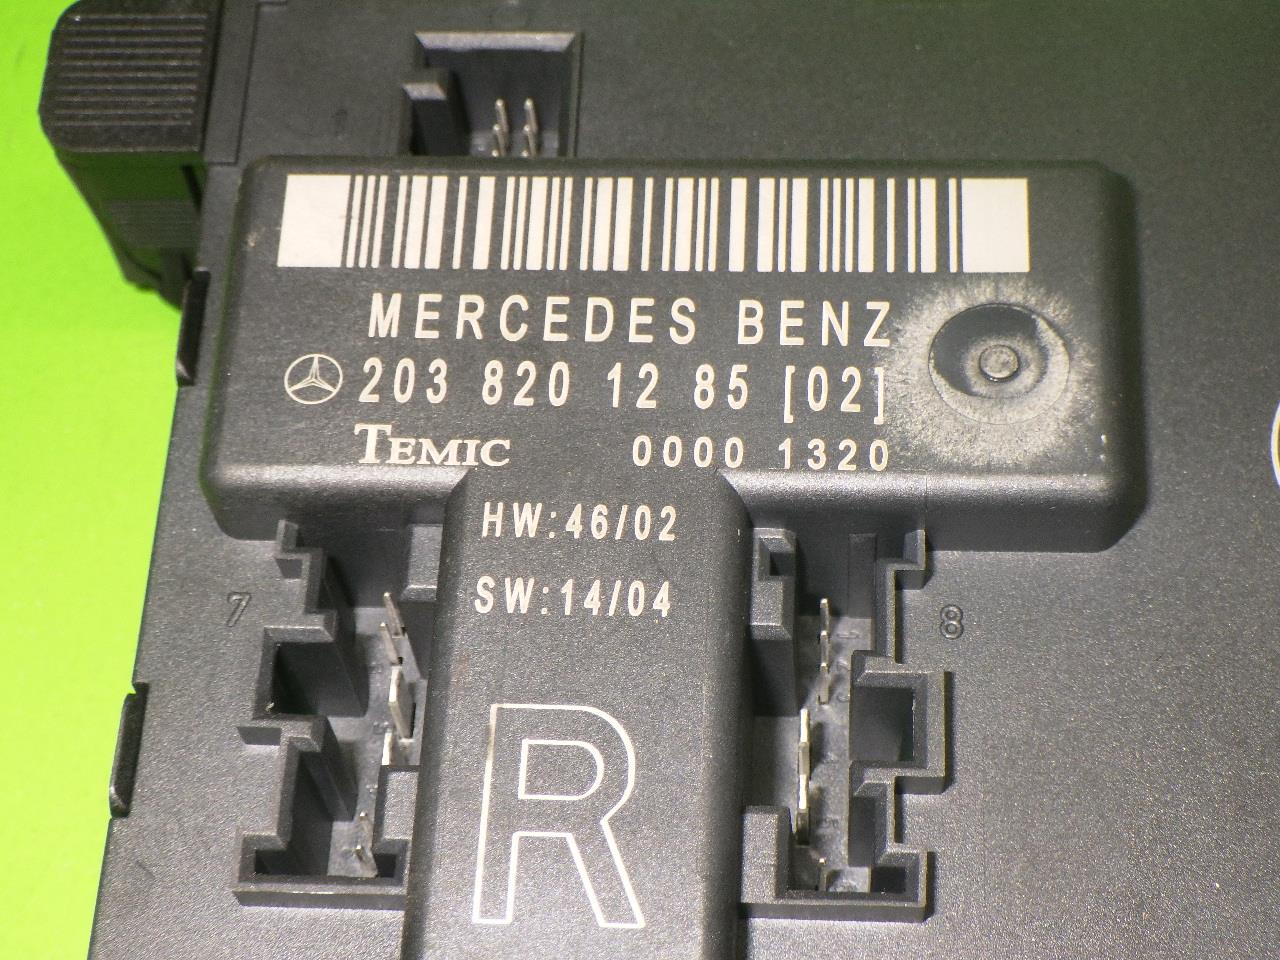 MERCEDES BENZ
203 820 12 85 [02]
TEMIC 0000 1320
HW:46/02
SW:14/04
7
8
R